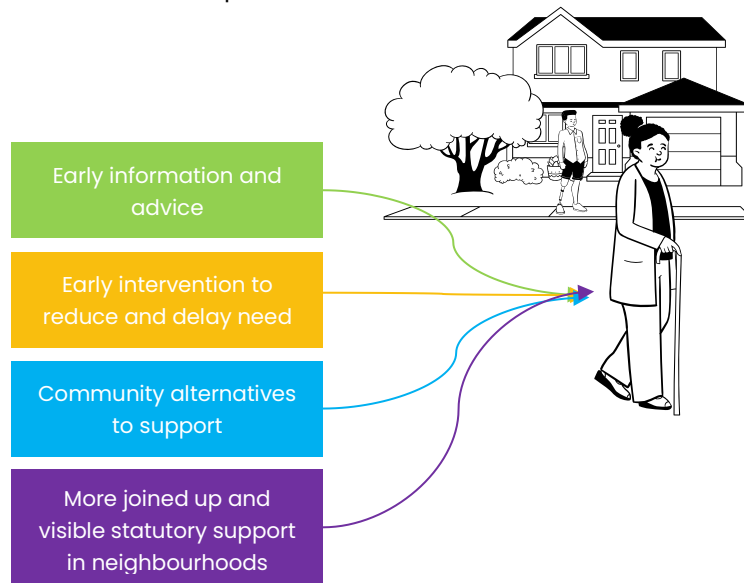 Early information and
advice
Early intervention to
reduce and delay need
Community alternatives
to support
More joined up and
visible statutory support
in neighbourhoods